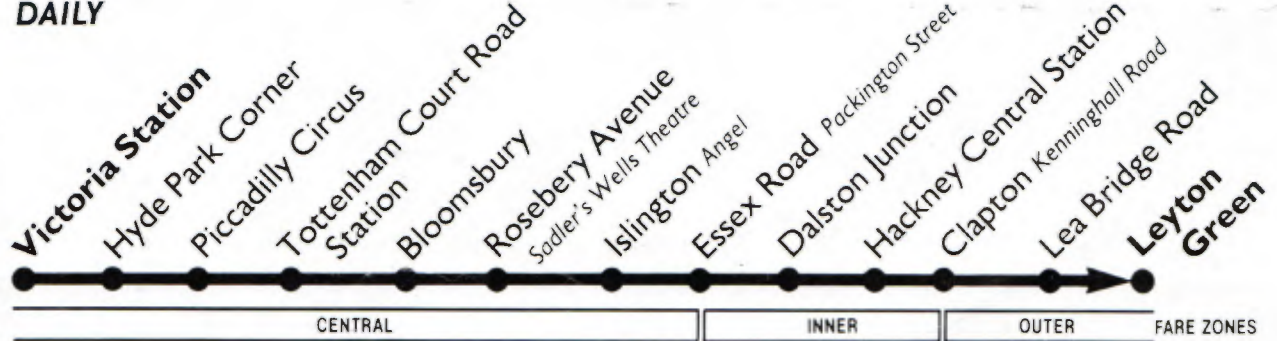 DAILY
Victoria Station
Hyde Park Corner
Piccadilly Circus
Tottenham Court Road
Station
Bloomsbury
Rosebery Avenue
Sadler's Wells Theatre
Islington Angel
Essex Road Packington Street
Dalston Junction
Hackney Central Station
Clapton Kenninghall Road
Lea Bridge Road
Leyton
Green
CENTRAL INNER OUTER FARE ZONES